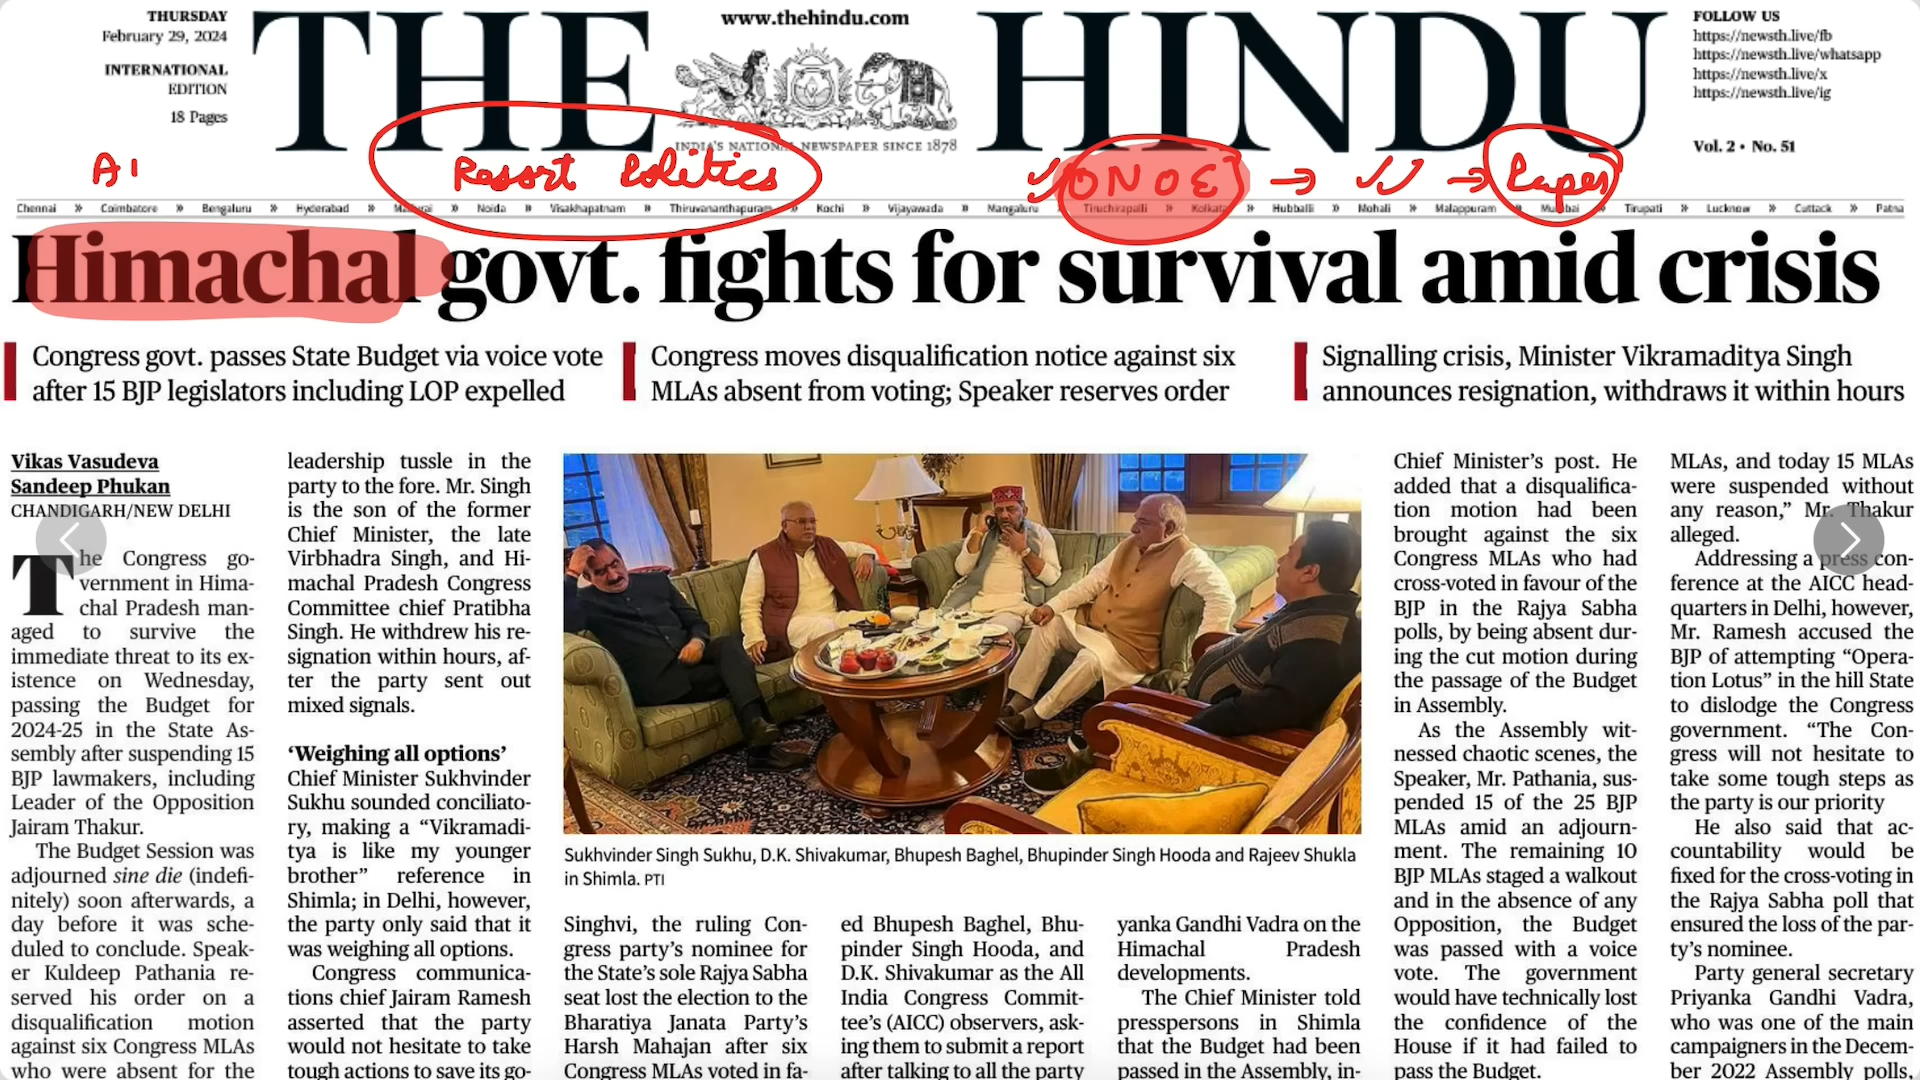 THURSDAY
February 29, 2024
INTERNATIONAL
EDITION
18 Pages
THE HINDU
www.thehindu.com
INDIA'S NATIONAL NEWSPAPER SINCE 1878
FOLLOW US
https://newsth.live/fb
https://newsth.live/whatsapp
https://newsth.live/x
https://newsth.live/ig
Vol. 2 • No. 51
A1
Resort Politics
ONOE → → Paper
Chennai » Coimbatore » Bengaluru » Hyderabad » Madurai » Noida » Visakhapatnam » Thiruvananthapuram » Kochi » Vijayawada » Mangaluru » Tiruchirapalli » Kolkata » Hubballi » Mohali » Malappuram » Mumbai » Tirupati » Lucknow » Cuttack » Patna
Himachal govt. fights for survival amid crisis
Congress govt. passes State Budget via voice vote
after 15 BJP legislators including LOP expelled
Congress moves disqualification notice against six
MLAs absent from voting; Speaker reserves order
Signalling crisis, Minister Vikramaditya Singh
announces resignation, withdraws it within hours
Vikas Vasudeva
Sandeep Phukan
CHANDIGARH/NEW DELHI
The Congress go-
vernment in Hima-
chal Pradesh man-
aged to survive the
immediate threat to its ex-
istence on Wednesday,
passing the Budget for
2024-25 in the State As-
sembly after suspending 15
BJP lawmakers, including
Leader of the Opposition
Jairam Thakur.
The Budget Session was
adjourned sine die (indefi-
nitely) soon afterwards, a
day before it was sche-
duled to conclude. Speak-
er Kuldeep Pathania re-
served his order on a
disqualification motion
against six Congress MLAs
who were absent for the
leadership tussle in the
party to the fore. Mr. Singh
is the son of the former
Chief Minister, the late
Virbhadra Singh, and Hi-
machal Pradesh Congress
Committee chief Pratibha
Singh. He withdrew his re-
signation within hours, af-
ter the party sent out
mixed signals.
‘Weighing all options’
Chief Minister Sukhvinder
Sukhu sounded conciliato-
ry, making a “Vikramadi-
tya is like my younger
brother” reference in
Shimla; in Delhi, however,
the party only said that it
was weighing all options.
Congress communica-
tions chief Jairam Ramesh
asserted that the party
would not hesitate to take
tough actions to save its go-
Sukhvinder Singh Sukhu, D.K. Shivakumar, Bhupesh Baghel, Bhupinder Singh Hooda and Rajeev Shukla
in Shimla. PTI
Singhvi, the ruling Con-
gress party’s nominee for
the State’s sole Rajya Sabha
seat lost the election to the
Bharatiya Janata Party’s
Harsh Mahajan after six
Congress MLAs voted in fa-
ed Bhupesh Baghel, Bhu-
pinder Singh Hooda, and
D.K. Shivakumar as the All
India Congress Commit-
tee’s (AICC) observers, ask-
ing them to submit a report
after talking to all the party
yanka Gandhi Vadra on the
Himachal Pradesh
developments.
The Chief Minister told
presspersons in Shimla
that the Budget had been
passed in the Assembly, in-
Chief Minister’s post. He
added that a disqualifica-
tion motion had been
brought against the six
Congress MLAs who had
cross-voted in favour of the
BJP in the Rajya Sabha
polls, by being absent dur-
ing the cut motion during
the passage of the Budget
in Assembly.
As the Assembly wit-
nessed chaotic scenes, the
Speaker, Mr. Pathania, sus-
pended 15 of the 25 BJP
MLAs amid an adjourn-
ment. The remaining 10
BJP MLAs staged a walkout
and in the absence of any
Opposition, the Budget
was passed with a voice
vote. The government
would have technically lost
the confidence of the
House if it had failed to
pass the Budget.
MLAs, and today 15 MLAs
were suspended without
any reason,” Mr. Thakur
alleged.
Addressing a press con-
ference at the AICC head-
quarters in Delhi, however,
Mr. Ramesh accused the
BJP of attempting “Opera-
tion Lotus” in the hill State
to dislodge the Congress
government. “The Con-
gress will not hesitate to
take some tough steps as
the party is our priority
He also said that ac-
countability would be
fixed for the cross-voting in
the Rajya Sabha poll that
ensured the loss of the par-
ty’s nominee.
Party general secretary
Priyanka Gandhi Vadra,
who was one of the main
campaigners in the Decem-
ber 2022 Assembly polls,